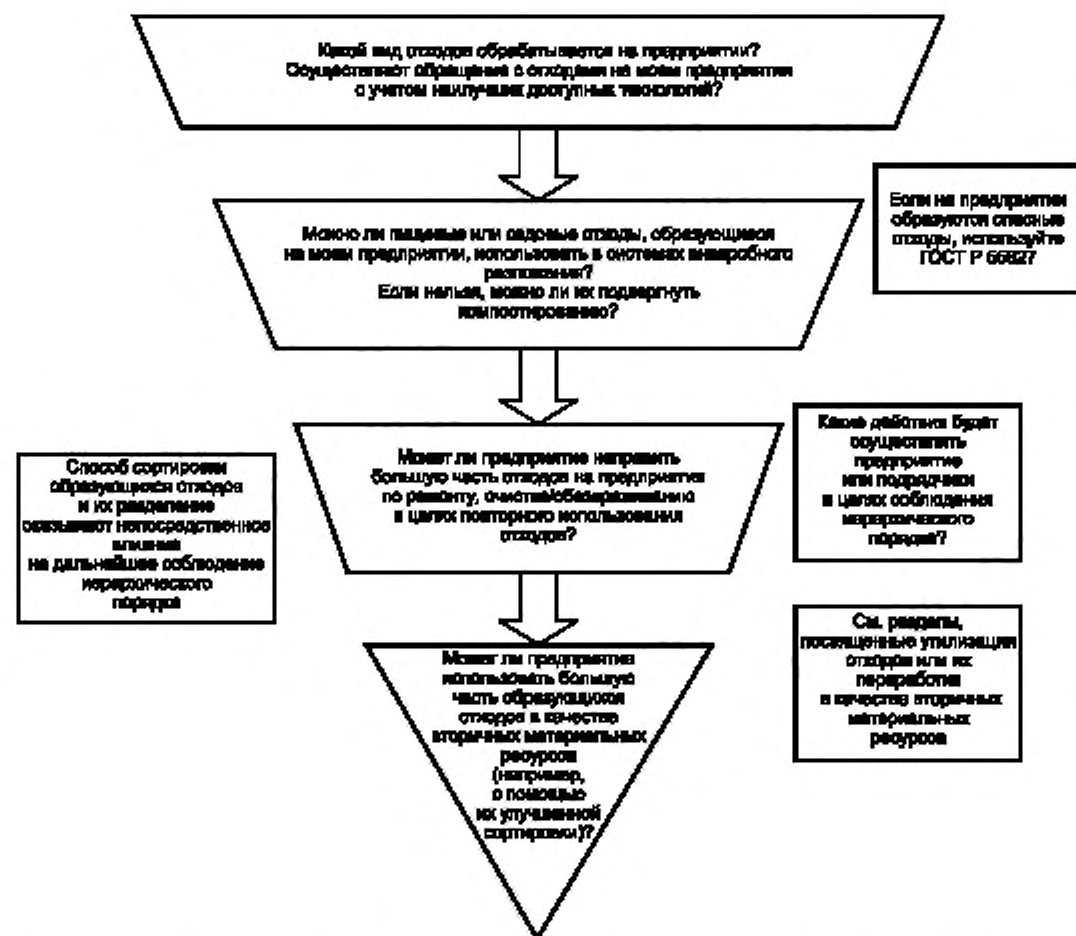 Какой вид отходов обрабатывается на предприятии?
Осуществляют обращение с отходами на моем предприятии
с учетом наилучших доступных технологий?
Если на предприятии
образуются опасные
отходы, используйте
ГОСТ Р
Можно ли пищевые или садовые отходы, образующиеся
на моем предприятии, использовать в системах анаэробного
разложения?
Если нельзя, можно ли их подвергнуть
компостированию?
Может ли предприятие направить
большую часть отходов на предприятия
по ремонту, очистке/обеззараживанию
в целях повторного использования
отходов?
Какие действия будет
осуществлять
предприятие
или подрядчики
в целях соблюдения
иерархического
порядка?
Способ сортировки
образующихся отходов
и их разделение
оказывают непосредственное
влияние
на дальнейшее соблюдение
иерархического
порядка
См. разделы,
посвященные утилизации
отходов или их
переработке
в качестве вторичных
материальных
ресурсов
Может ли предприятие
использовать большую
часть образующихся
отходов в качестве
вторичных материальных
ресурсов
(например,
с помощью
их улучшенной
сортировки)?